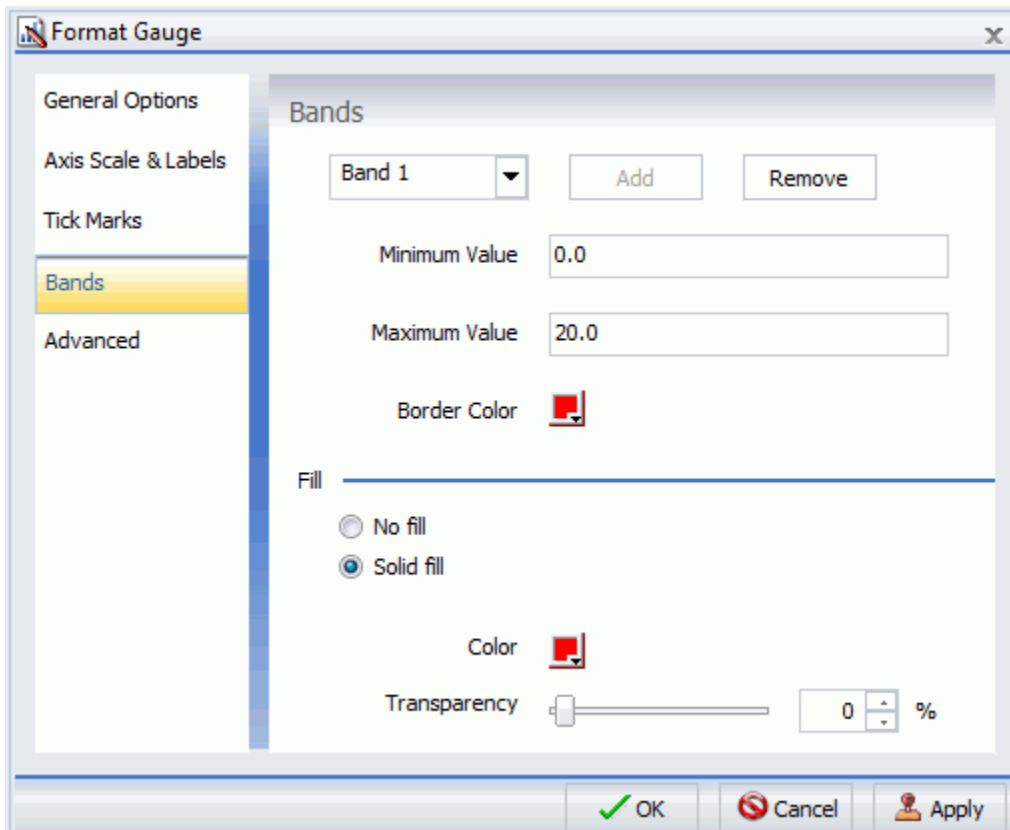 Format Gauge
General Options
Axis Scale & Labels
Tick Marks
Bands
Advanced
Bands
Band 1 Add Remove
Minimum Value 0.0
Maximum Value 20.0
Border Color
Fill
No fill
Solid fill
Color
Transparency 0 %
OK Cancel Apply